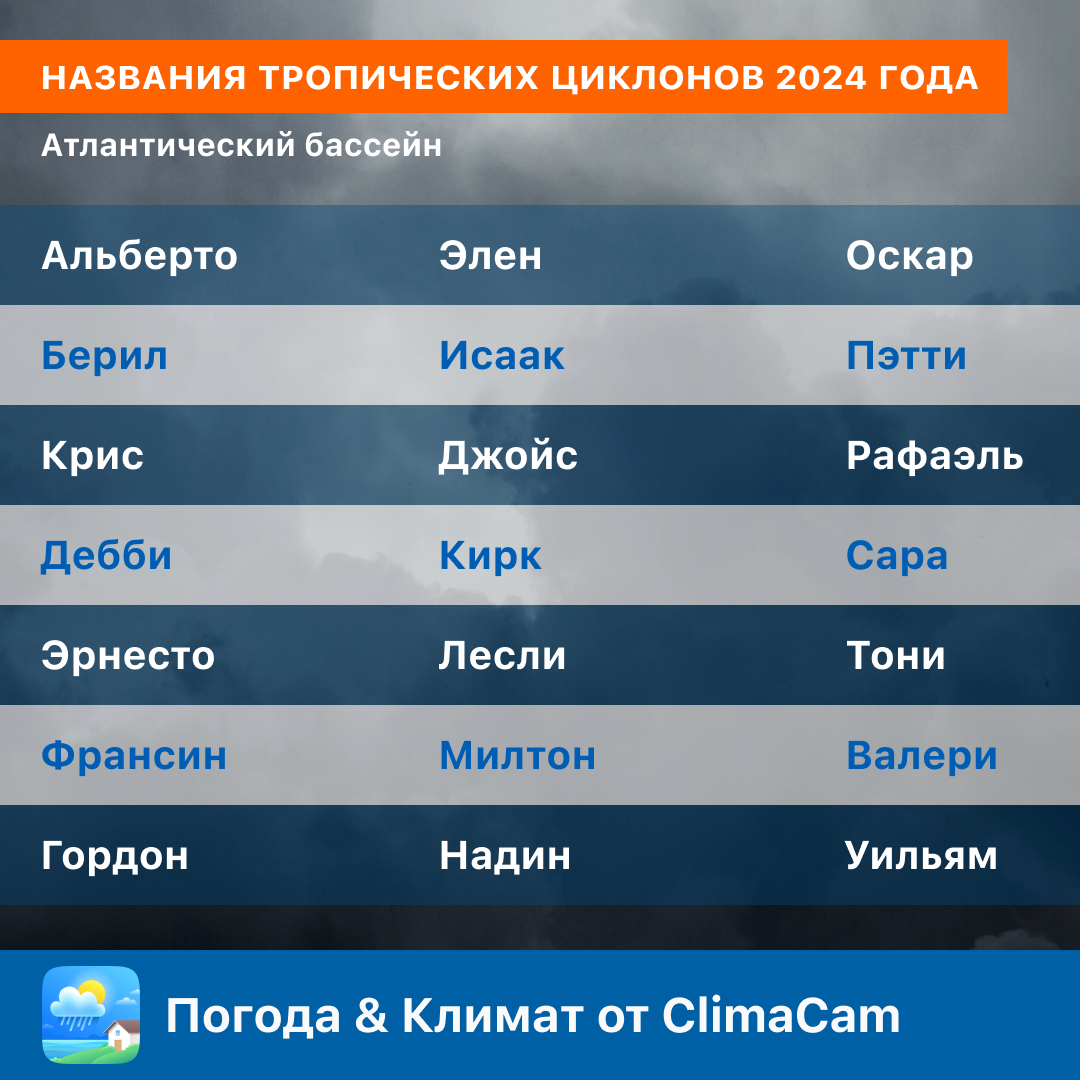 НАЗВАНИЯ ТРОПИЧЕСКИХ ЦИКЛОНОВ 2024 ГОДА
Атлантический бассейн
Альберто Элен Оскар
Берил Исаак Пэтти
Крис Джойс Рафаэль
Дебби Кирк Сара
Эрнесто Лесли Тони
Франсин Милтон Валери
Гордон Надин Уильям
Погода & Климат от ClimaCam